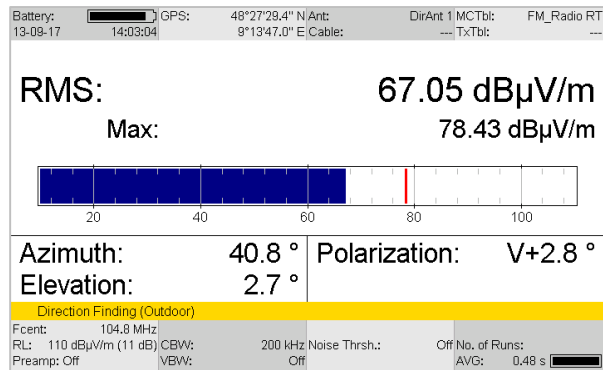 Battery: GPS: 48°27'29.4" N Ant: DirAnt 1 MCTbl: FM_Radio RT
13-09-17 14:03:04 9°13'47.0" E Cable: --- TxTbl: ---
RMS: 67.05 dBµV/m
Max: 78.43 dBµV/m
20 40 60 80 100
Azimuth: 40.8 ° Polarization: V+2.8 °
Elevation: 2.7 °
Direction Finding (Outdoor)
Fcent: 104.8 MHz
RL: 110 dBµV/m (11 dB) CBW: 200 kHz Noise Thrsh.: Off No. of Runs:
Preamp: Off VBW: Off AVG: 0.48 s